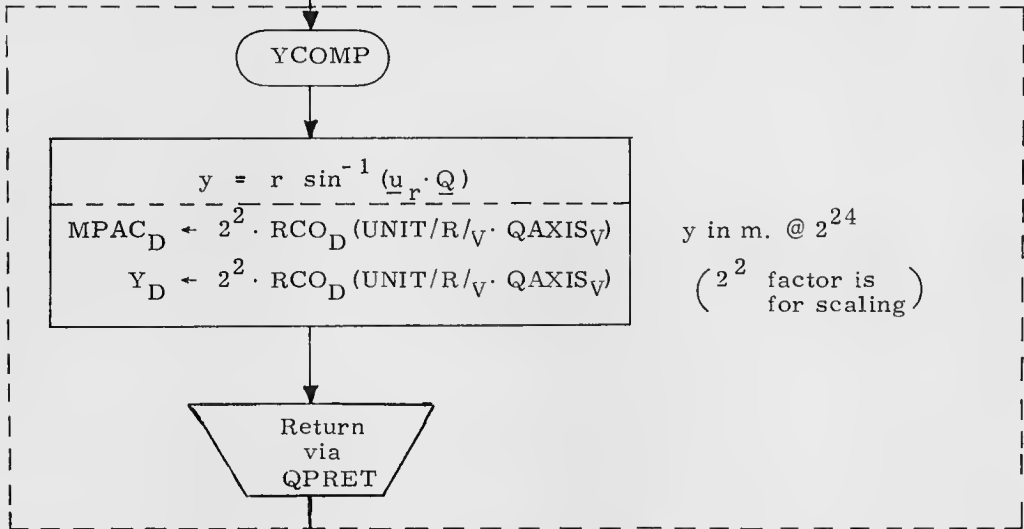 YCOMP
y = r sin⁻¹ (u̲ᵣ · Q̲)
MPAC_D ← 2² · RCO_D (UNIT/R/_V · QAXIS_V)
Y_D ← 2² · RCO_D (UNIT/R/_V · QAXIS_V)
y in m. @ 2²⁴
(2² factor is
for scaling)
Return
via
QPRET